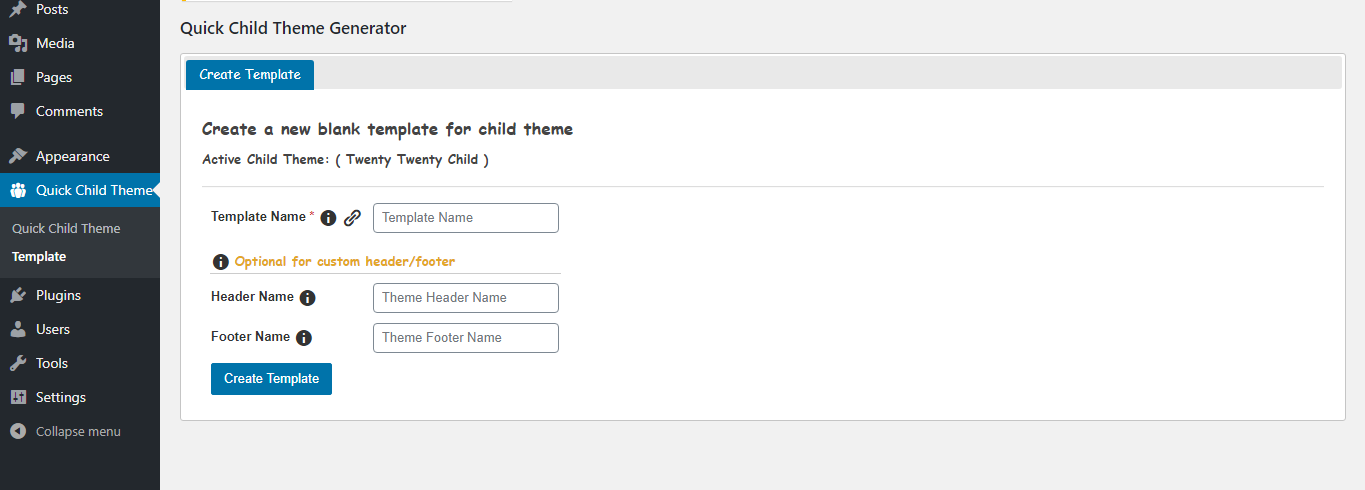 Posts
Media
Pages
Comments
Appearance
Quick Child Theme
Quick Child Theme
Template
Plugins
Users
Tools
Settings
Collapse menu
Quick Child Theme Generator
Create Template
Create a new blank template for child theme
Active Child Theme: ( Twenty Twenty Child )
Template Name * Template Name
Optional for custom header/footer
Header Name Theme Header Name
Footer Name Theme Footer Name
Create Template